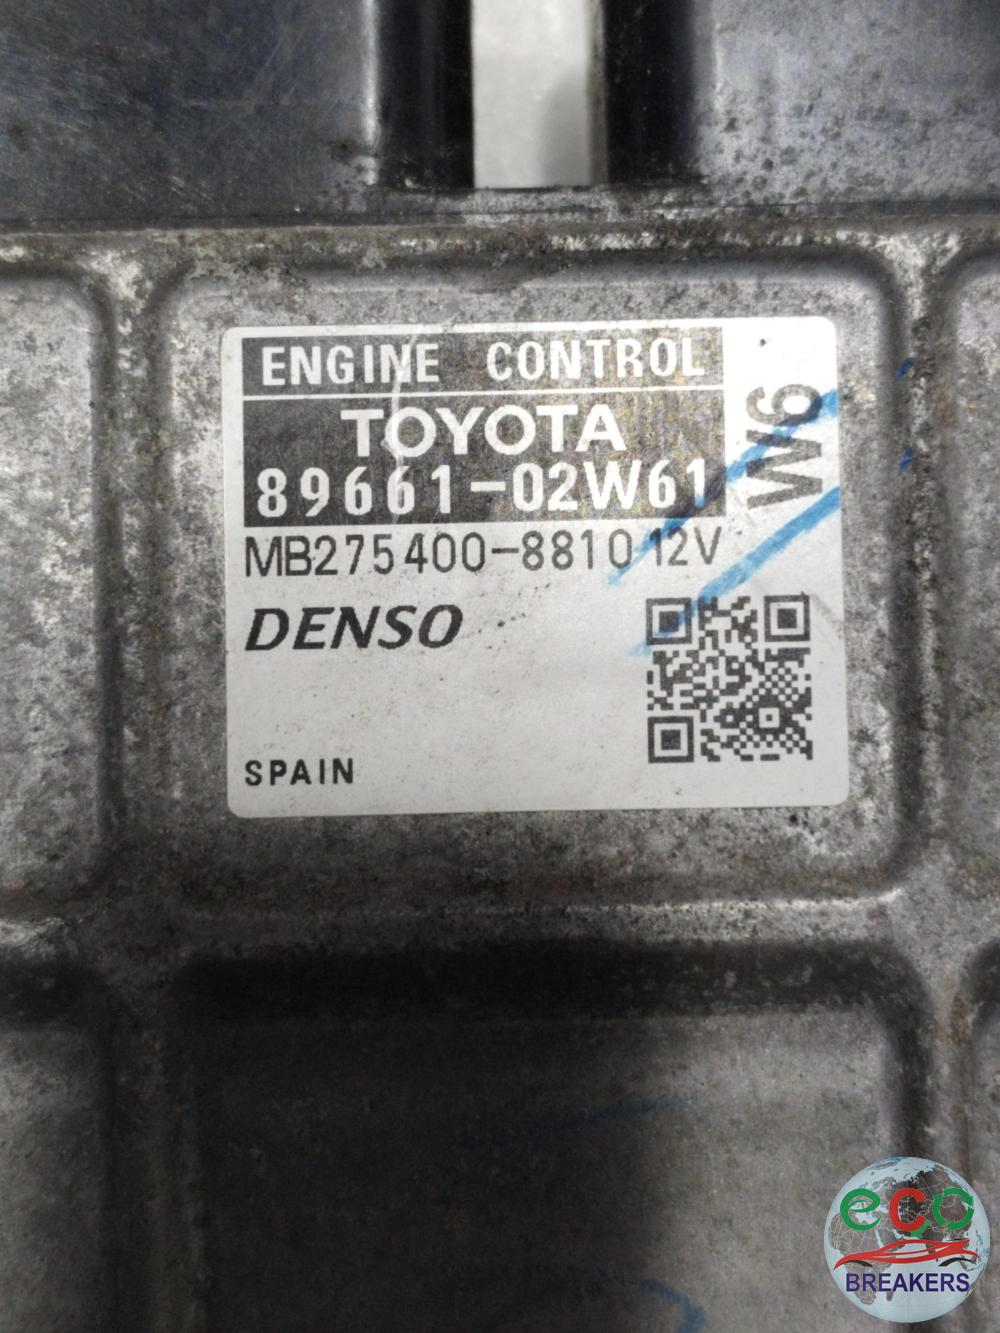 ENGINE CONTROL
TOYOTA
89661-02W61
W6
MB275400-8810 12V
DENSO
SPAIN
eco
BREAKERS